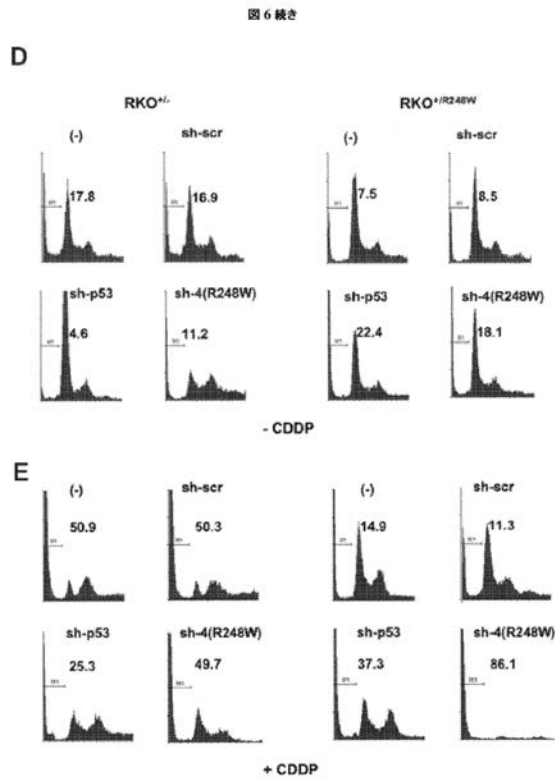 図 6 続き
D
RKO+/- RKO+/R248W
(-) sh-scr (-) sh-scr
17.8 16.9 7.5 8.5
sh-p53 sh-4(R248W) sh-p53 sh-4(R248W)
4.6 11.2 22.4 18.1
- CDDP
E
(-) sh-scr (-) sh-scr
50.9 50.3 14.9 11.3
sh-p53 sh-4(R248W) sh-p53 sh-4(R248W)
25.3 49.7 37.3 86.1
+ CDDP